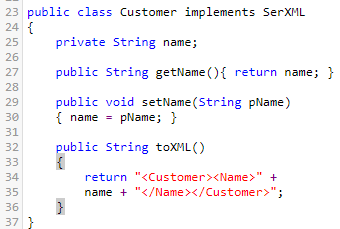 23 public class Customer implements SerXML
24 {
25     private String name;
26
27     public String getName(){ return name; }
28
29     public void setName(String pName)
30     { name = pName; }
31
32     public String toXML()
33     {
34         return "<Customer><Name>" +
35         name + "</Name></Customer>";
36     }
37 }